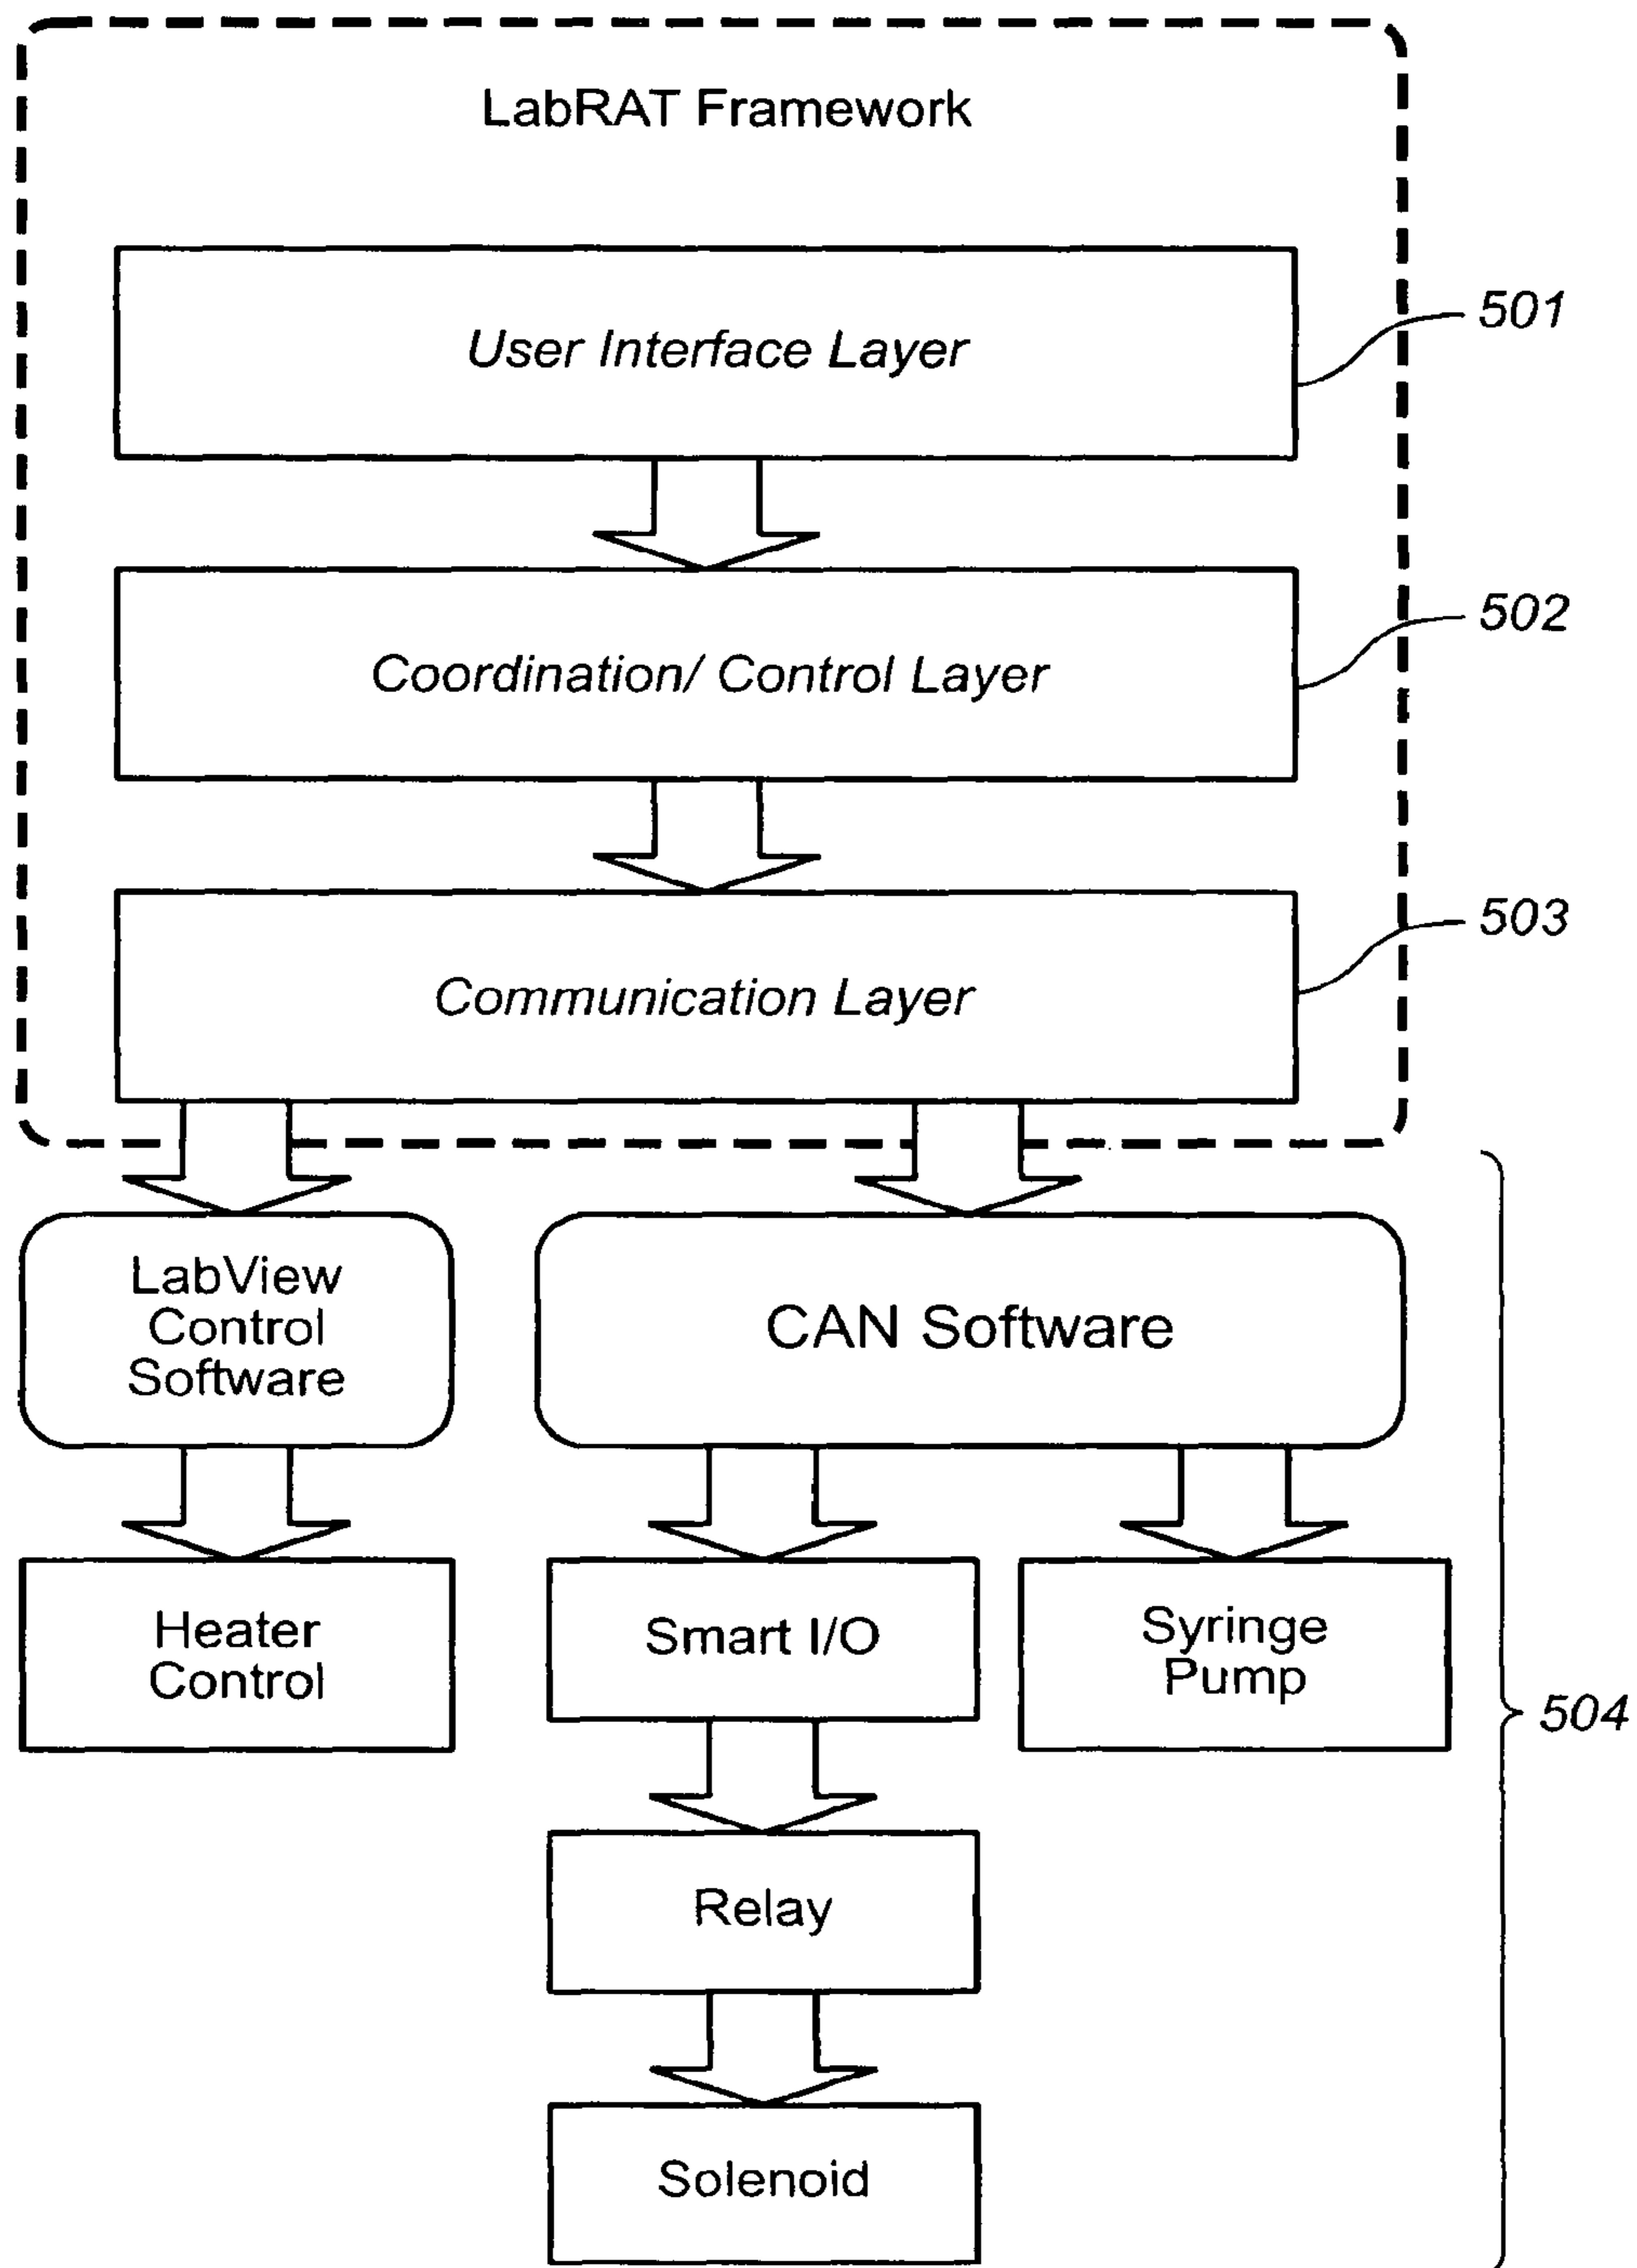 LabRAT Framework
User Interface Layer
501
Coordination/ Control Layer
502
Communication Layer
503
LabView
Control
Software
CAN Software
Heater
Control
Smart I/O
Syringe
Pump
504
Relay
Solenoid